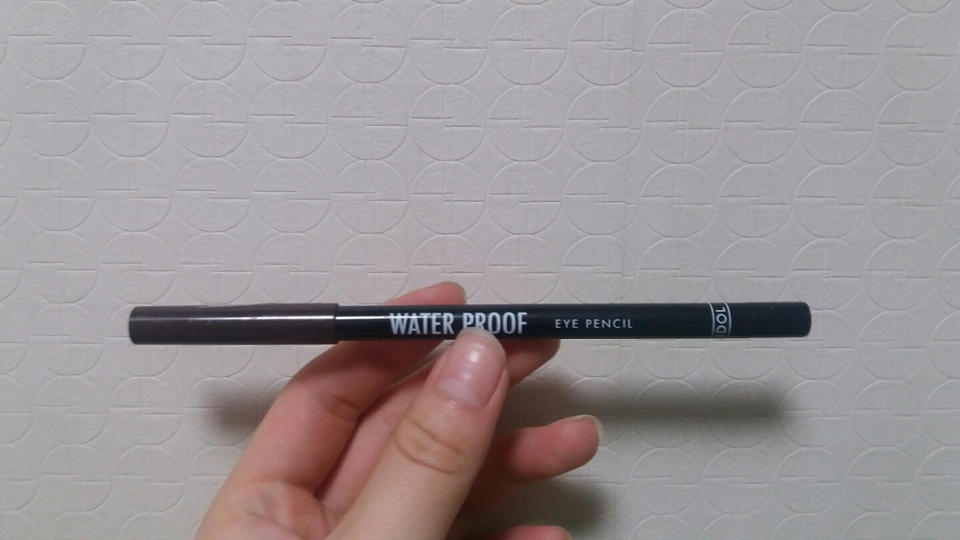 WATER PROOF EYE PENCIL